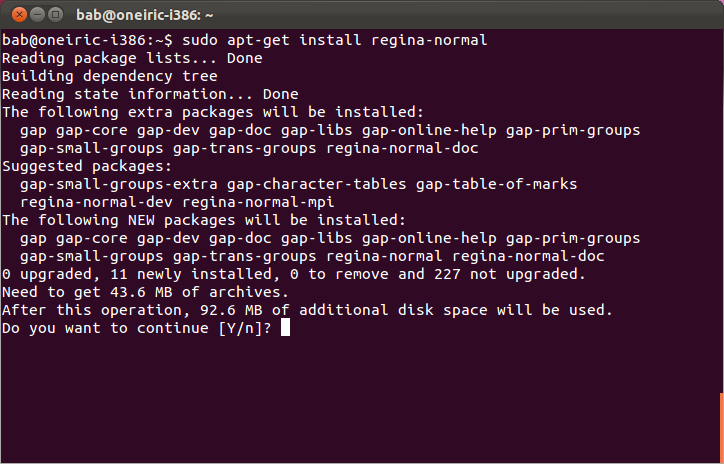 bab@oneiric-i386: ~
bab@oneiric-i386:~$ sudo apt-get install regina-normal
Reading package lists... Done
Building dependency tree
Reading state information... Done
The following extra packages will be installed:
  gap gap-core gap-dev gap-doc gap-libs gap-online-help gap-prim-groups
  gap-small-groups gap-trans-groups regina-normal-doc
Suggested packages:
  gap-small-groups-extra gap-character-tables gap-table-of-marks
  regina-normal-dev regina-normal-mpi
The following NEW packages will be installed:
  gap gap-core gap-dev gap-doc gap-libs gap-online-help gap-prim-groups
  gap-small-groups gap-trans-groups regina-normal regina-normal-doc
0 upgraded, 11 newly installed, 0 to remove and 227 not upgraded.
Need to get 43.6 MB of archives.
After this operation, 92.6 MB of additional disk space will be used.
Do you want to continue [Y/n]?